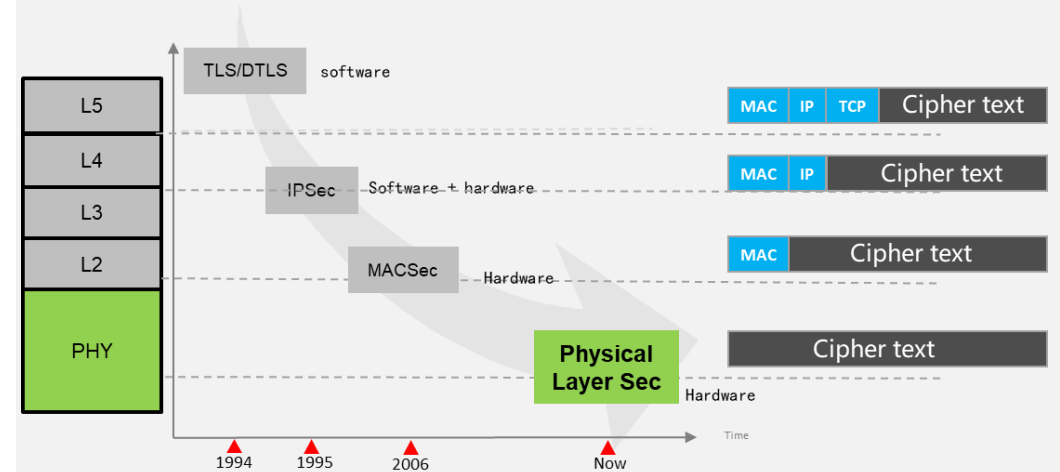 TLS/DTLS software
L5
MAC IP TCP Cipher text
L4
MAC IP Cipher text
IPSec Software + hardware
L3
L2
MAC Cipher text
MACSec Hardware
PHY
Physical
Layer Sec
Cipher text
Hardware
Time
1994 1995 2006 Now